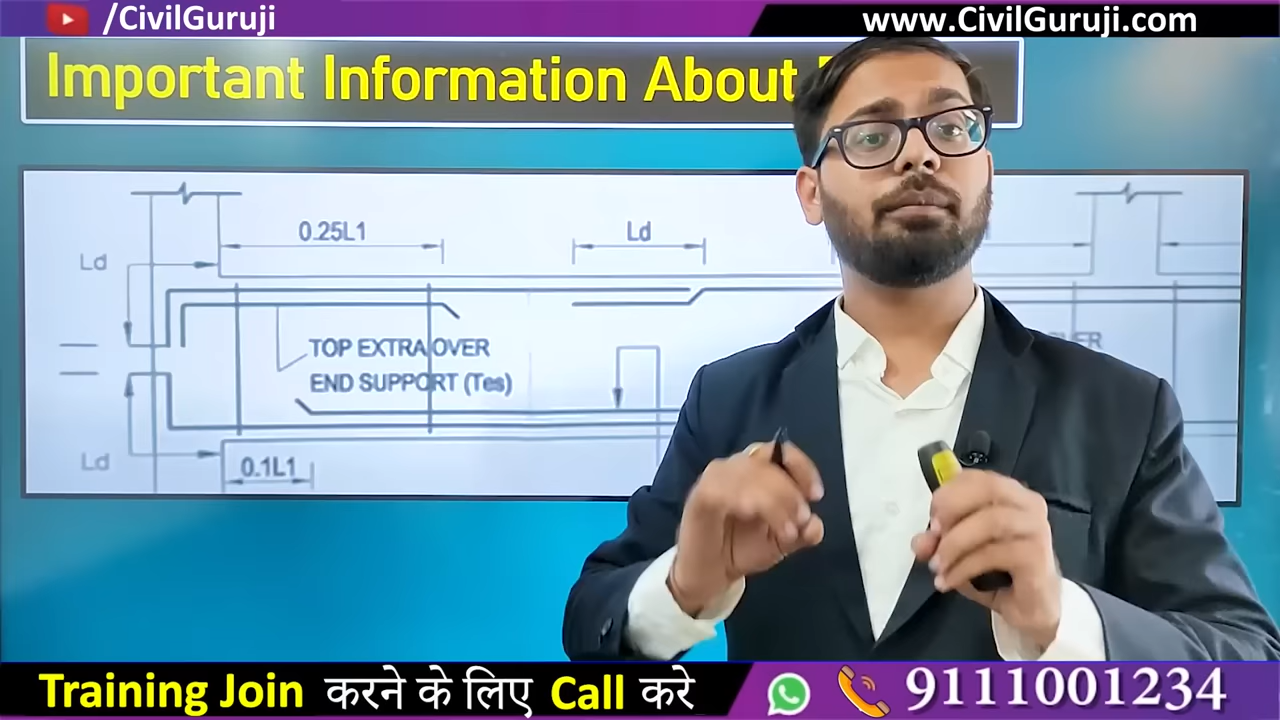 /CivilGuruji
www.CivilGuruji.com
Important Information About
0.25L1
Ld
Ld
TOP EXTRA OVER
END SUPPORT (Tes)
Ld
0.1L1
Training Join करने के लिए Call करे
9111001234